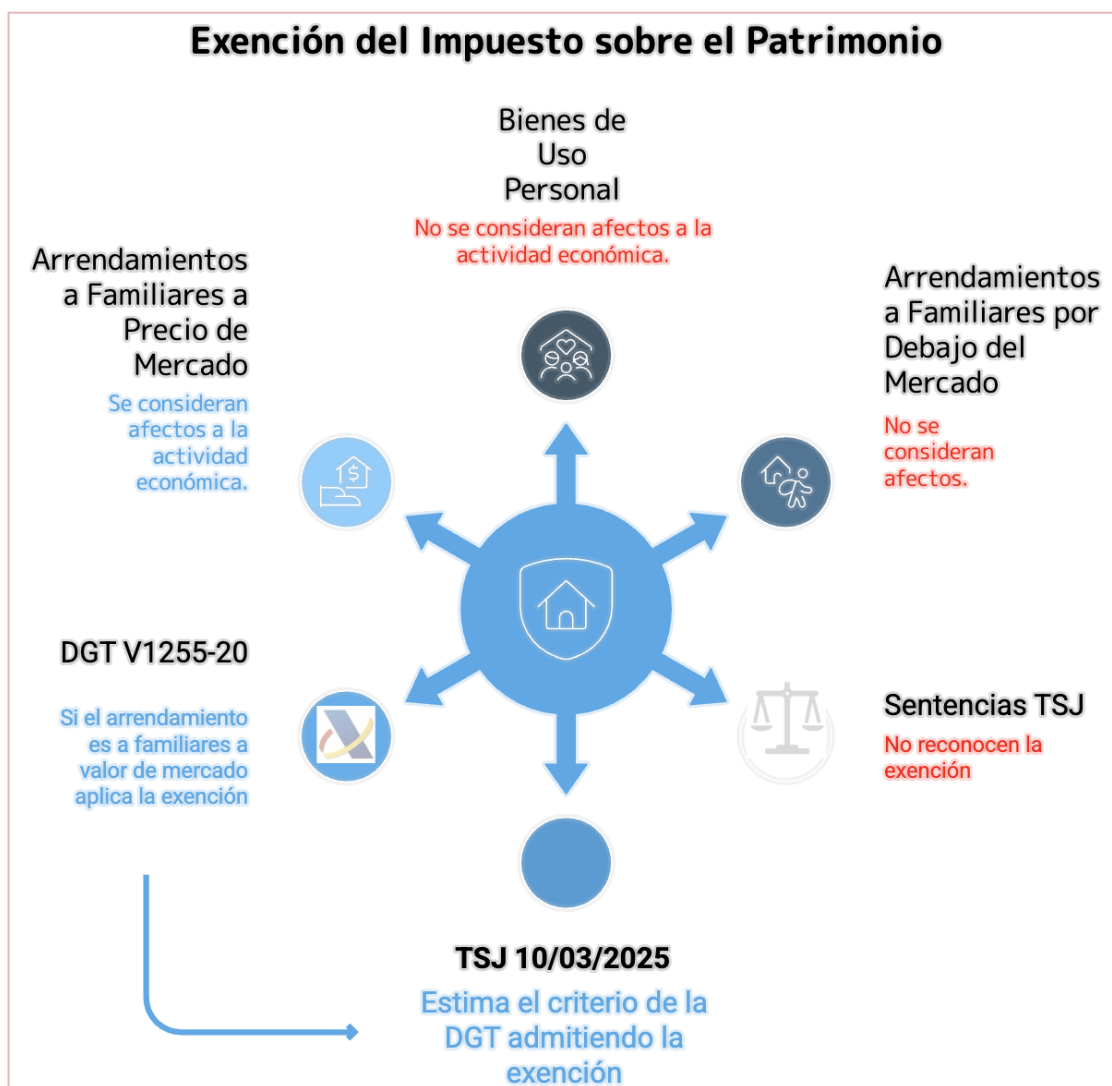 Exención del Impuesto sobre el Patrimonio
Bienes de
Uso
Personal
No se consideran afectos a la
actividad económica.
Arrendamientos
a Familiares a
Precio de
Mercado
Se consideran
afectos a la
actividad
económica.
Arrendamientos
a Familiares por
Debajo del
Mercado
No se
consideran
afectos.
$
DGT V1255-20
Si el arrendamiento
es a familiares a
valor de mercado
aplica la exención
Sentencias TSJ
No reconocen la
exención
TSJ 10/03/2025
Estima el criterio de la
DGT admitiendo la
exención